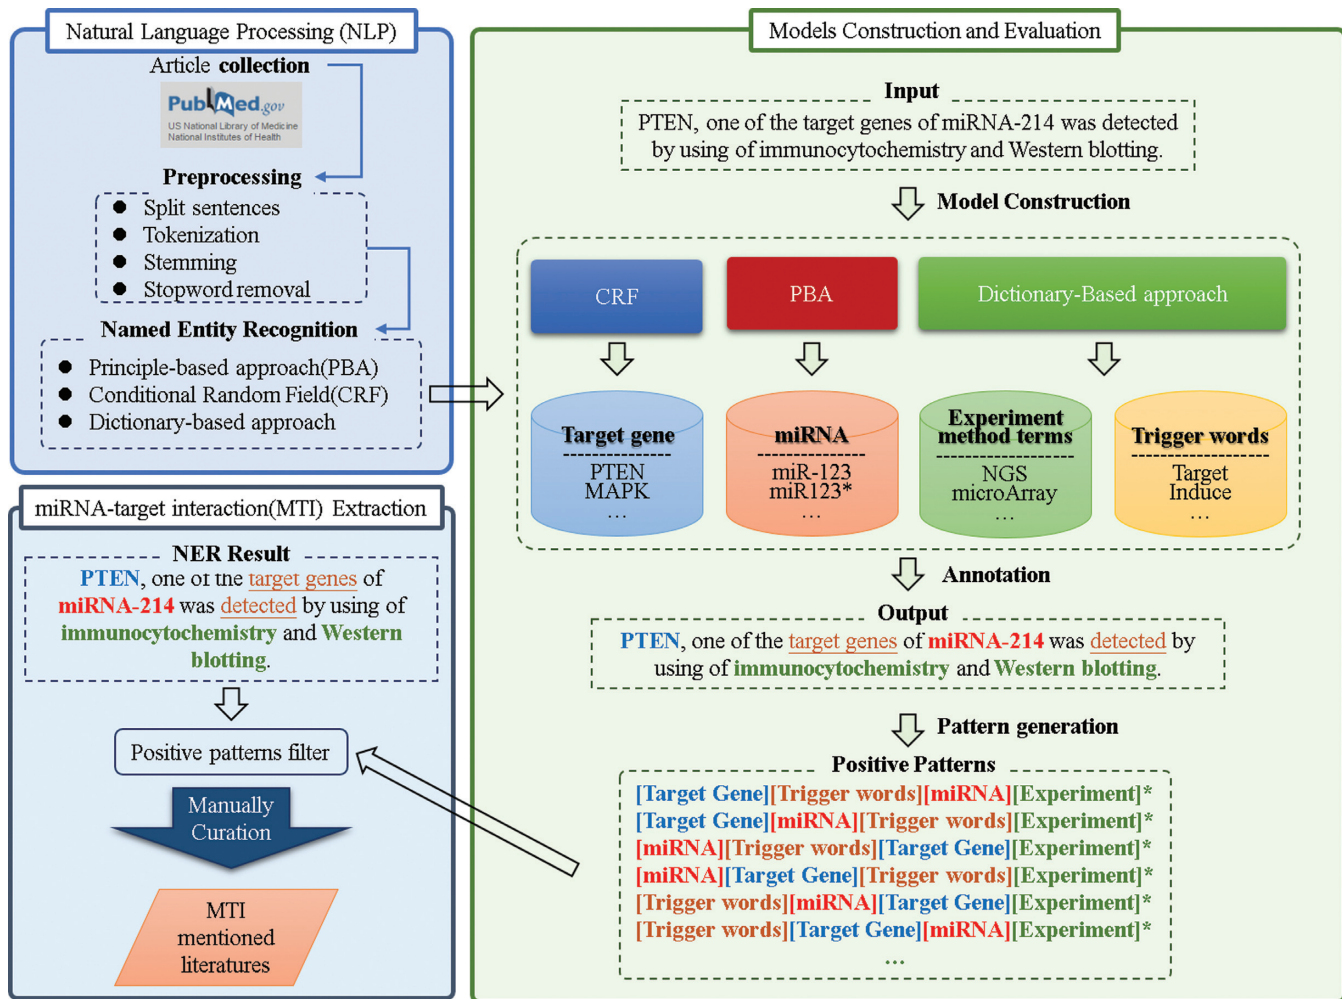 Natural Language Processing (NLP)
Article collection
PubMed.gov
US National Library of Medicine
National Institutes of Health
Preprocessing
Split sentences
Tokenization
Stemming
Stopword removal
Named Entity Recognition
Principle-based approach(PBA)
Conditional Random Field(CRF)
Dictionary-based approach
miRNA-target interaction(MTI) Extraction
NER Result
PTEN, one of the target genes of
miRNA-214 was detected by using of
immunocytochemistry and Western
blotting.
Positive patterns filter
Manually
Curation
MTI
mentioned
literatures
Models Construction and Evaluation
Input
PTEN, one of the target genes of miRNA-214 was detected
by using of immunocytochemistry and Western blotting.
Model Construction
CRF
PBA
Dictionary-Based approach
Target gene
PTEN
MAPK
...
miRNA
miR-123
miR123*
...
Experiment
method terms
NGS
microArray
...
Trigger words
Target
Induce
...
Annotation
Output
PTEN, one of the target genes of miRNA-214 was detected by
using of immunocytochemistry and Western blotting.
Pattern generation
Positive Patterns
[Target Gene][Trigger words][miRNA][Experiment]*
[Target Gene][miRNA][Trigger words][Experiment]*
[miRNA][Trigger words][Target Gene][Experiment]*
[miRNA][Target Gene][Trigger words][Experiment]*
[Trigger words][miRNA][Target Gene][Experiment]*
[Trigger words][Target Gene][miRNA][Experiment]*
...